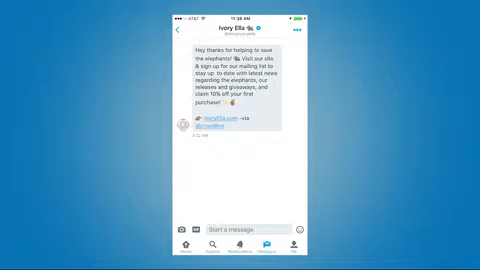 AT&T
11:38 AM
Ivory Ella
@shopivoryella
Hey thanks for helping to save
the elephants! Visit our site
& sign up for our mailing list to
stay up to date with latest news
regarding the elephants, our
releases and giveaways, and
claim 10% off your first
purchase!
IvoryElla.com -via
@crowdfire
GIF
Start a message
Home
Explore
Notifications
Messages
Me